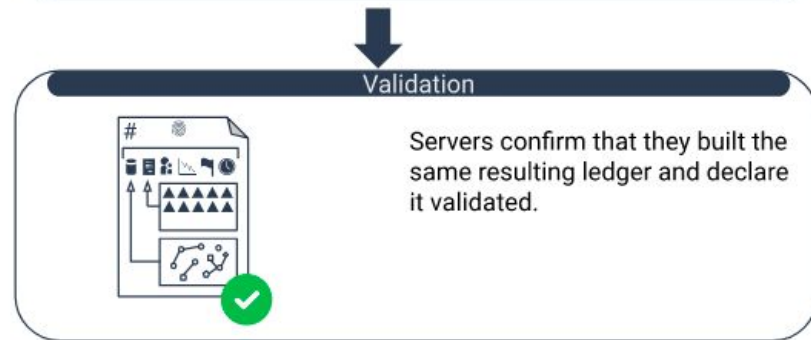 Validation
#
Servers confirm that they built the
same resulting ledger and declare
it validated.